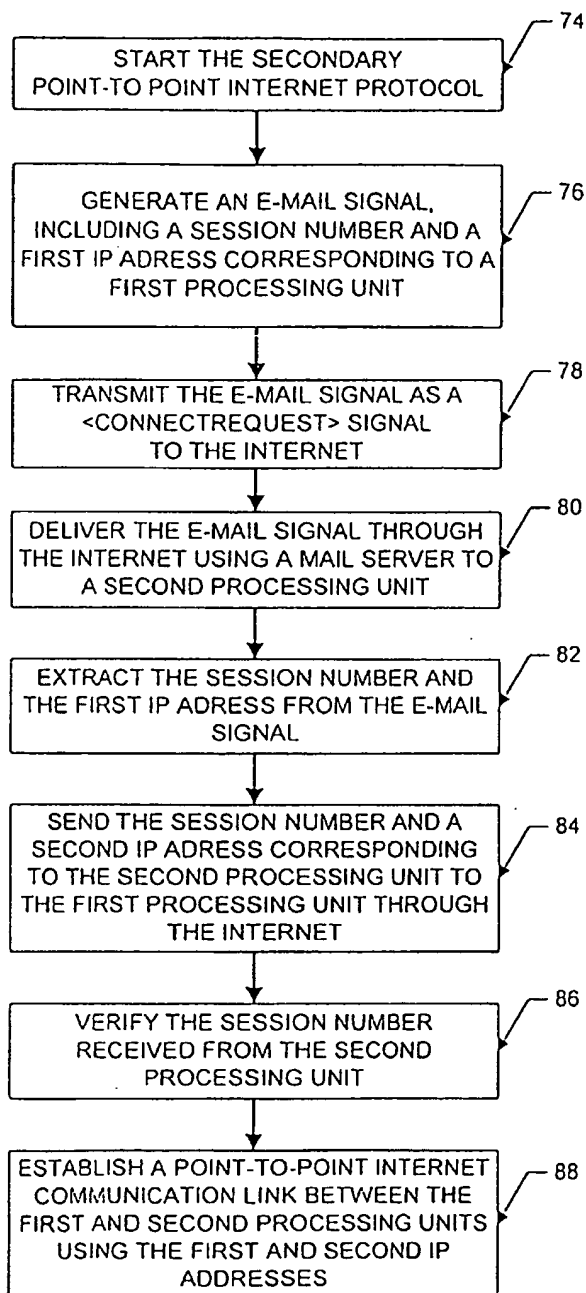 74
START THE SECONDARY
POINT-TO POINT INTERNET PROTOCOL
76
GENERATE AN E-MAIL SIGNAL,
INCLUDING A SESSION NUMBER AND A
FIRST IP ADRESS CORRESPONDING TO A
FIRST PROCESSING UNIT
78
TRANSMIT THE E-MAIL SIGNAL AS A
<CONNECTREQUEST> SIGNAL
TO THE INTERNET
80
DELIVER THE E-MAIL SIGNAL THROUGH
THE INTERNET USING A MAIL SERVER TO
A SECOND PROCESSING UNIT
82
EXTRACT THE SESSION NUMBER AND
THE FIRST IP ADRESS FROM THE E-MAIL
SIGNAL
84
SEND THE SESSION NUMBER AND A
SECOND IP ADRESS CORRESPONDING
TO THE SECOND PROCESSING UNIT TO
THE FIRST PROCESSING UNIT THROUGH
THE INTERNET
86
VERIFY THE SESSION NUMBER
RECEIVED FROM THE SECOND
PROCESSING UNIT
88
ESTABLISH A POINT-TO-POINT INTERNET
COMMUNICATION LINK BETWEEN THE
FIRST AND SECOND PROCESSING UNITS
USING THE FIRST AND SECOND IP
ADDRESSES